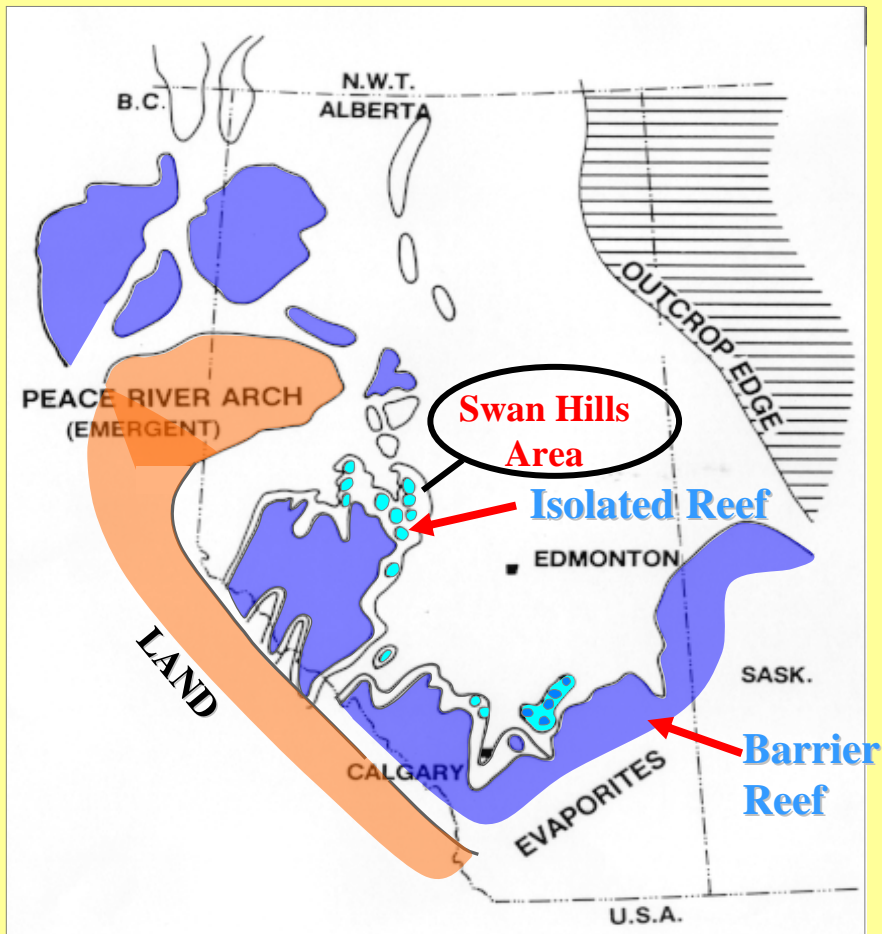 N.W.T.
B.C.
ALBERTA
OUTCROP EDGE
PEACE RIVER ARCH
(EMERGENT)
Swan Hills
Area
Isolated Reef
EDMONTON
LAND
SASK.
Barrier
Reef
CALGARY
EVAPORITES
U.S.A.